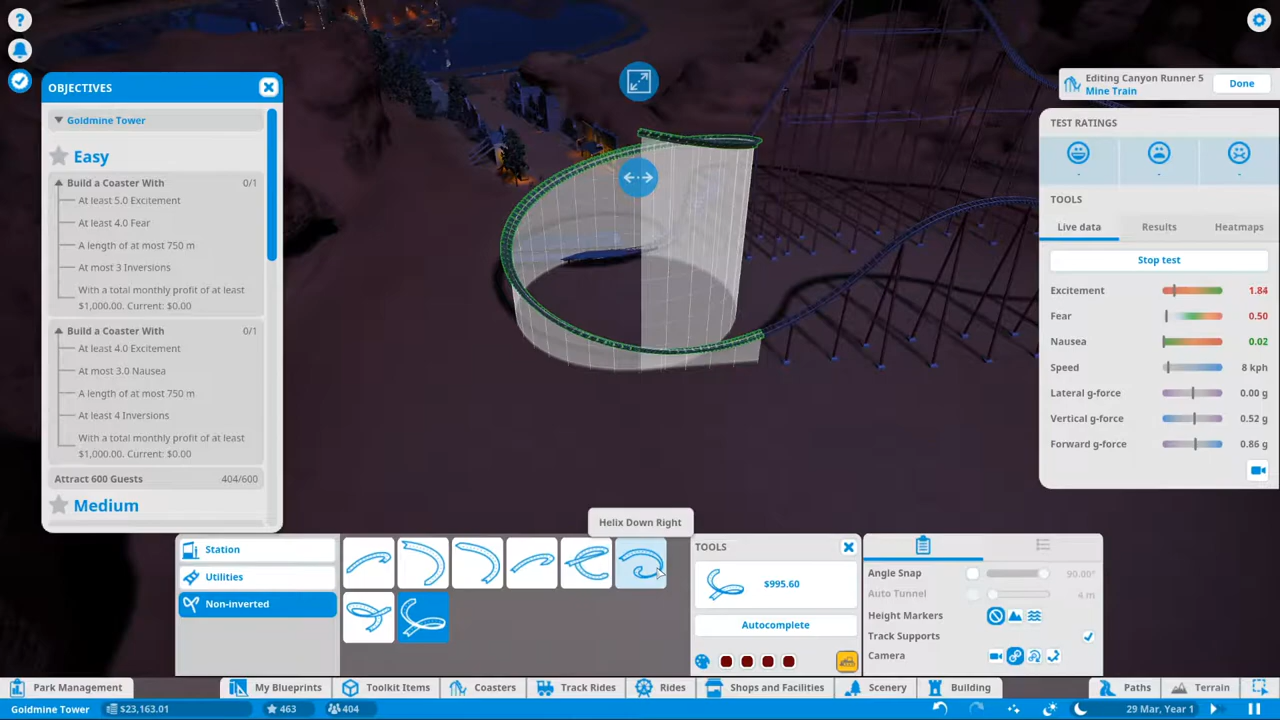 ?
OBJECTIVES
Goldmine Tower
Easy
Build a Coaster With 0/1
At least 5.0 Excitement
At least 4.0 Fear
A length of at most 750 m
At most 3 Inversions
With a total monthly profit of at least
$1,000.00. Current: $0.00
Build a Coaster With 0/1
At least 4.0 Excitement
At most 3.0 Nausea
A length of at most 750 m
At least 4 Inversions
With a total monthly profit of at least
$1,000.00. Current: $0.00
Attract 600 Guests 404/600
Medium
Editing Canyon Runner 5
Mine Train
Done
TEST RATINGS
- - -
TOOLS
Live data Results Heatmaps
Stop test
Excitement 1.84
Fear 0.50
Nausea 0.02
Speed 8 kph
Lateral g-force 0.00 g
Vertical g-force 0.52 g
Forward g-force 0.86 g
Helix Down Right
Station
Utilities
Non-inverted
TOOLS
$995.60
Autocomplete
Angle Snap 90.00°
Auto Tunnel 4 m
Height Markers
Track Supports
Camera
Park Management My Blueprints Toolkit Items Coasters Track Rides Rides Shops and Facilities Scenery Building Paths Terrain
Goldmine Tower $23,163.01 463 404 29 Mar, Year 1